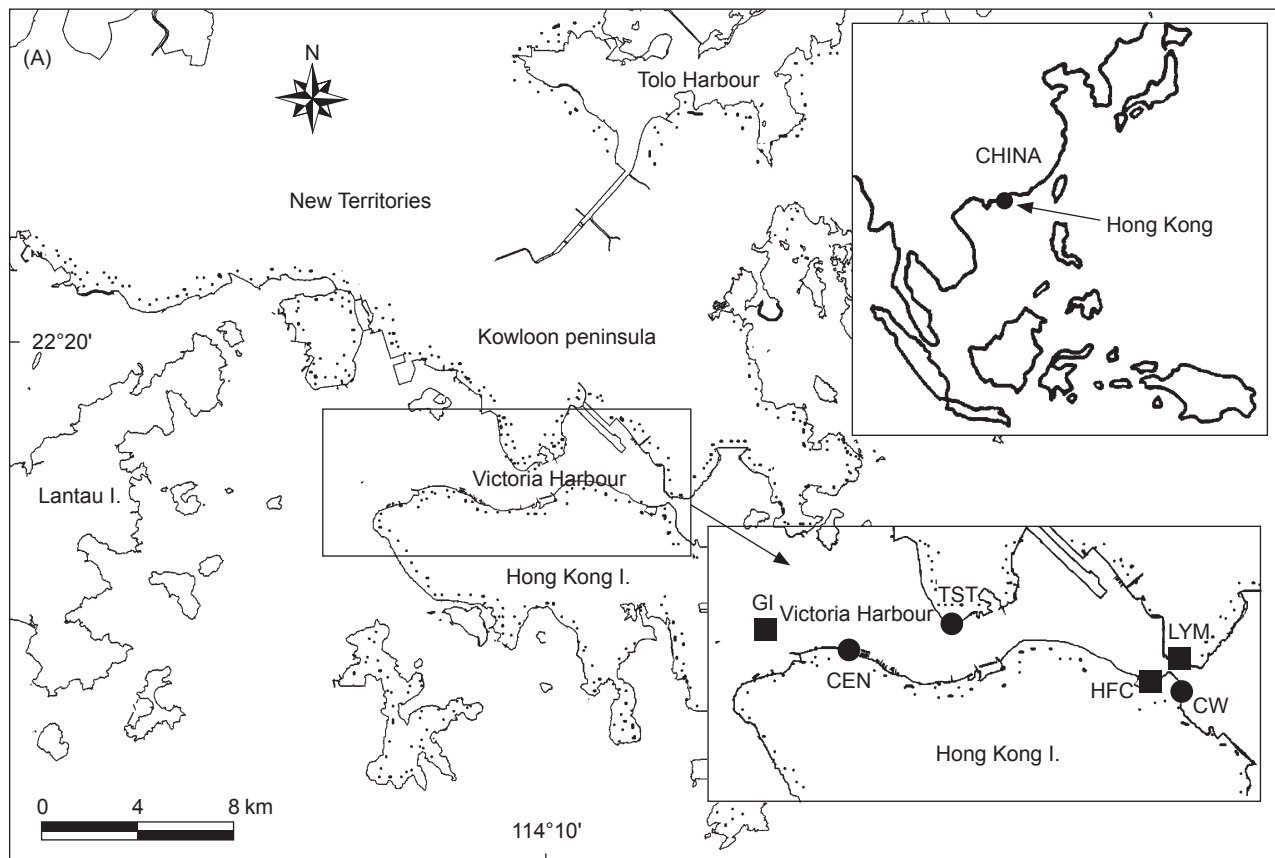 (A)
N
Tolo Harbour
New Territories
CHINA
Hong Kong
22°20'
Kowloon peninsula
Lantau I.
Victoria Harbour
Hong Kong I.
TST
GI
Victoria Harbour
LYM
CEN
HFC
CW
Hong Kong I.
0 4 8 km
114°10'